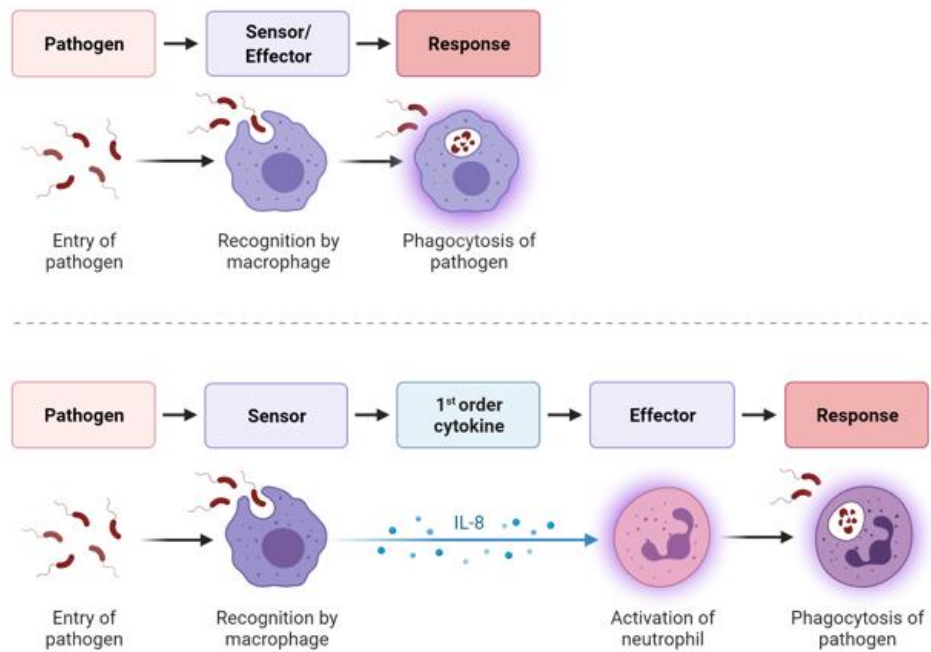 Pathogen
Sensor/
Effector
Response
Entry of
pathogen
Recognition by
macrophage
Phagocytosis of
pathogen
Pathogen
Sensor
1st order
cytokine
Effector
Response
IL-8
Entry of
pathogen
Recognition by
macrophage
Activation of
neutrophil
Phagocytosis of
pathogen